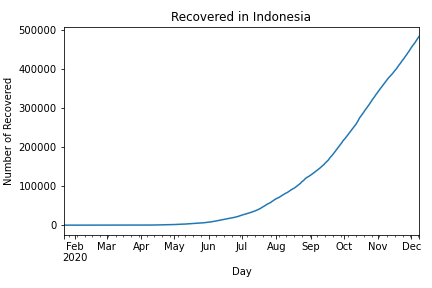 Recovered in Indonesia
Number of Recovered
500000
400000
300000
200000
100000
0
Feb Mar Apr May Jun Jul Aug Sep Oct Nov Dec
2020
Day